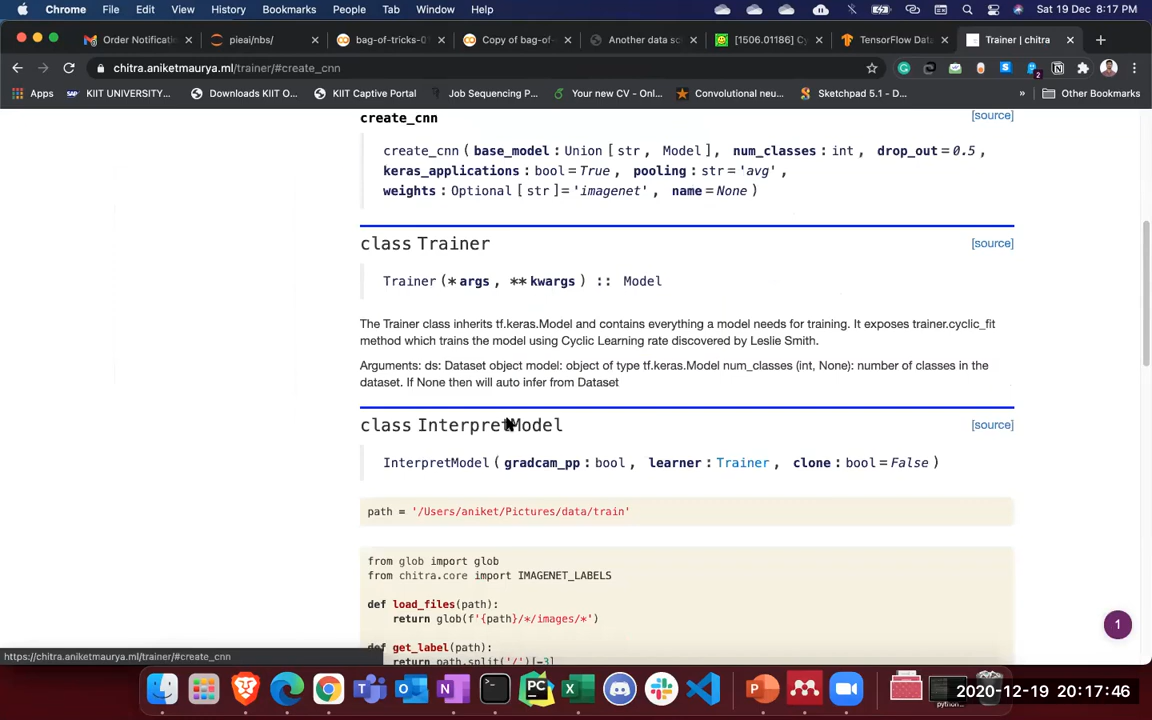 Chrome File Edit View History Bookmarks People Tab Window Help Sat 19 Dec 8:17 PM
Order Notificati pieai/nbs/ bag-of-tricks-0 Copy of bag-of- Another data sc [1506.01186] Cy TensorFlow Data Trainer | chitra
chitra.aniketmaurya.ml/trainer/#create_cnn
2
Apps KIIT UNIVERSITY... Downloads KIIT O... KIIT Captive Portal Job Sequencing P... Your new CV - Onl... Convolutional neu... Sketchpad 5.1 - D... » Other Bookmarks
create_cnn [source]
create_cnn ( base_model : Union [ str , Model ], num_classes : int , drop_out = 0.5 ,
keras_applications : bool = True , pooling : str = 'avg' ,
weights : Optional [ str ]= 'imagenet' , name = None )
class Trainer [source]
Trainer (* args , ** kwargs ) :: Model
The Trainer class inherits tf.keras.Model and contains everything a model needs for training. It exposes trainer.cyclic_fit
method which trains the model using Cyclic Learning rate discovered by Leslie Smith.
Arguments: ds: Dataset object model: object of type tf.keras.Model num_classes (int, None): number of classes in the
dataset. If None then will auto infer from Dataset
class InterpretModel [source]
InterpretModel ( gradcam_pp : bool , learner : Trainer , clone : bool = False )
path = '/Users/aniket/Pictures/data/train'
from glob import glob
from chitra.core import IMAGENET_LABELS
def load_files(path):
return glob(f'{path}/*/images/*')
def get_label(path):
return path.split('/')[-3]
1
https://chitra.aniketmaurya.ml/trainer/#create_cnn
2020-12-19 20:17:46